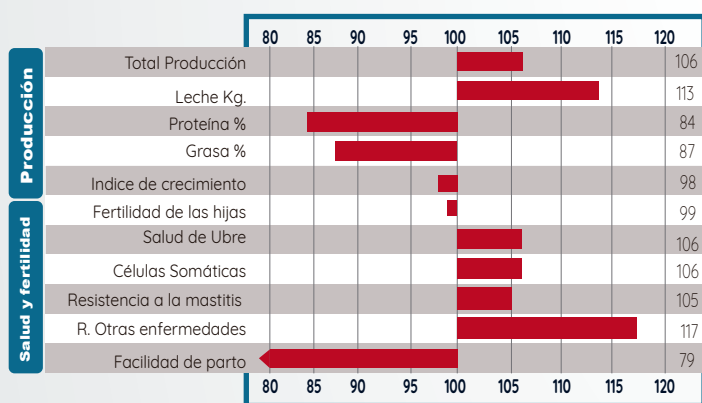 80 85 90 95 100 105 110 115 120
Producción
Total Producción 106
Leche Kg. 113
Proteína % 84
Grasa % 87
Indice de crecimiento 98
Salud y fertilidad
Fertilidad de las hijas 99
Salud de Ubre 106
Células Somáticas 106
Resistencia a la mastitis 105
R. Otras enfermedades 117
Facilidad de parto 79
80 85 90 95 100 105 110 115 120